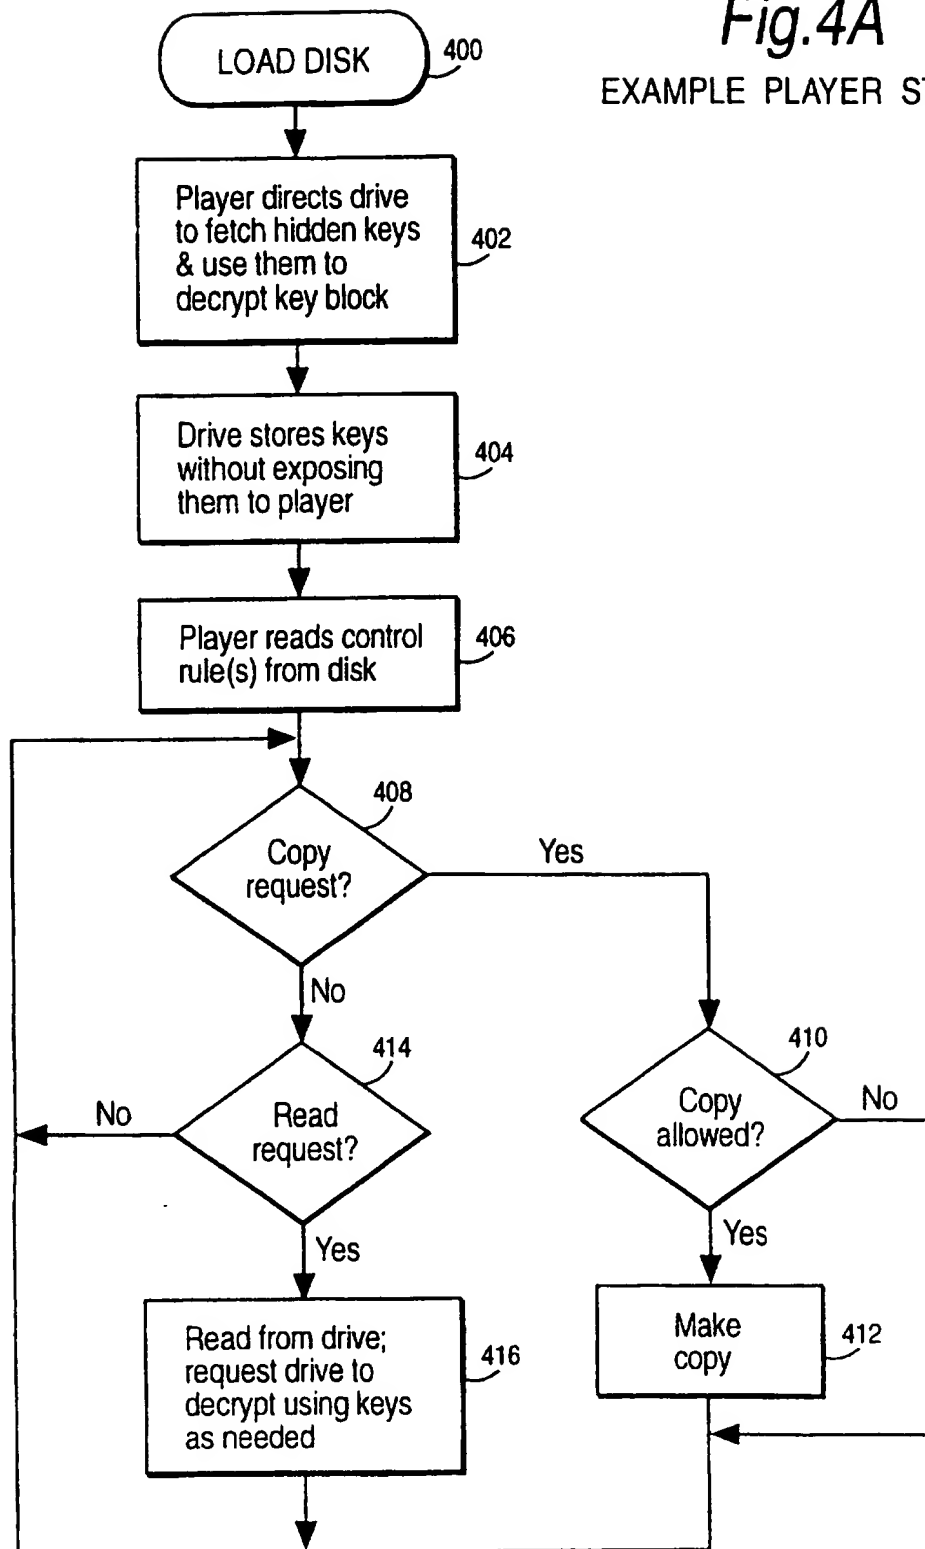 Fig.4A
EXAMPLE PLAYER
LOAD DISK
400
Player directs drive
to fetch hidden keys
& use them to
decrypt key block
402
Drive stores keys
without exposing
them to player
404
Player reads control
rule(s) from disk
406
408
Copy
request?
Yes
No
414
Read
request?
No
Yes
410
Copy
allowed?
No
Yes
Read from drive;
request drive to
decrypt using keys
as needed
416
Make
copy
412